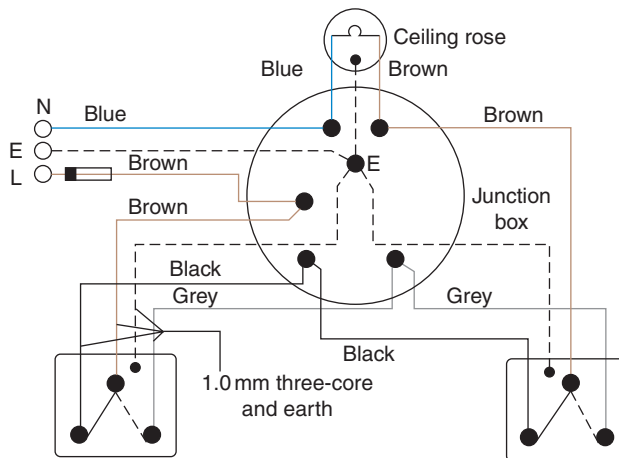 Ceiling rose
Blue
Brown
N
Blue
Brown
E
E
L
Brown
Brown
Junction
box
Black
Grey
Grey
Black
1.0 mm three-core
and earth